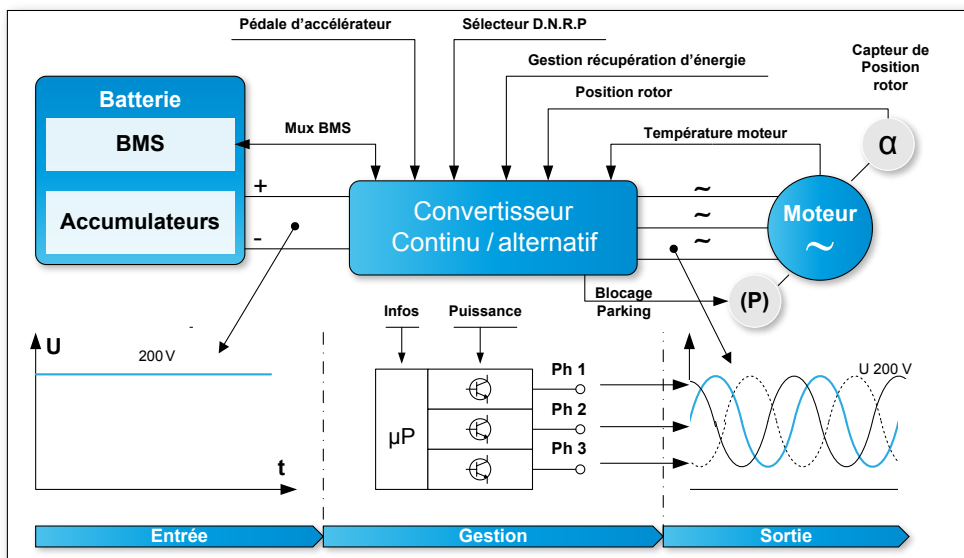 Pédale d'accélérateur
Sélecteur D.N.R.P
Capteur de
Position
rotor
Gestion récupération d'énergie
Position rotor
Température moteur
α
Batterie
BMS
Mux BMS
Accumulateurs
+
-
Convertisseur
Continu / alternatif
~
~
~
Moteur
~
Blocage
Parking
(P)
Infos
Puissance
U
200 V
t
µP
Ph 1
Ph 2
Ph 3
U 200 V
Entrée
Gestion
Sortie